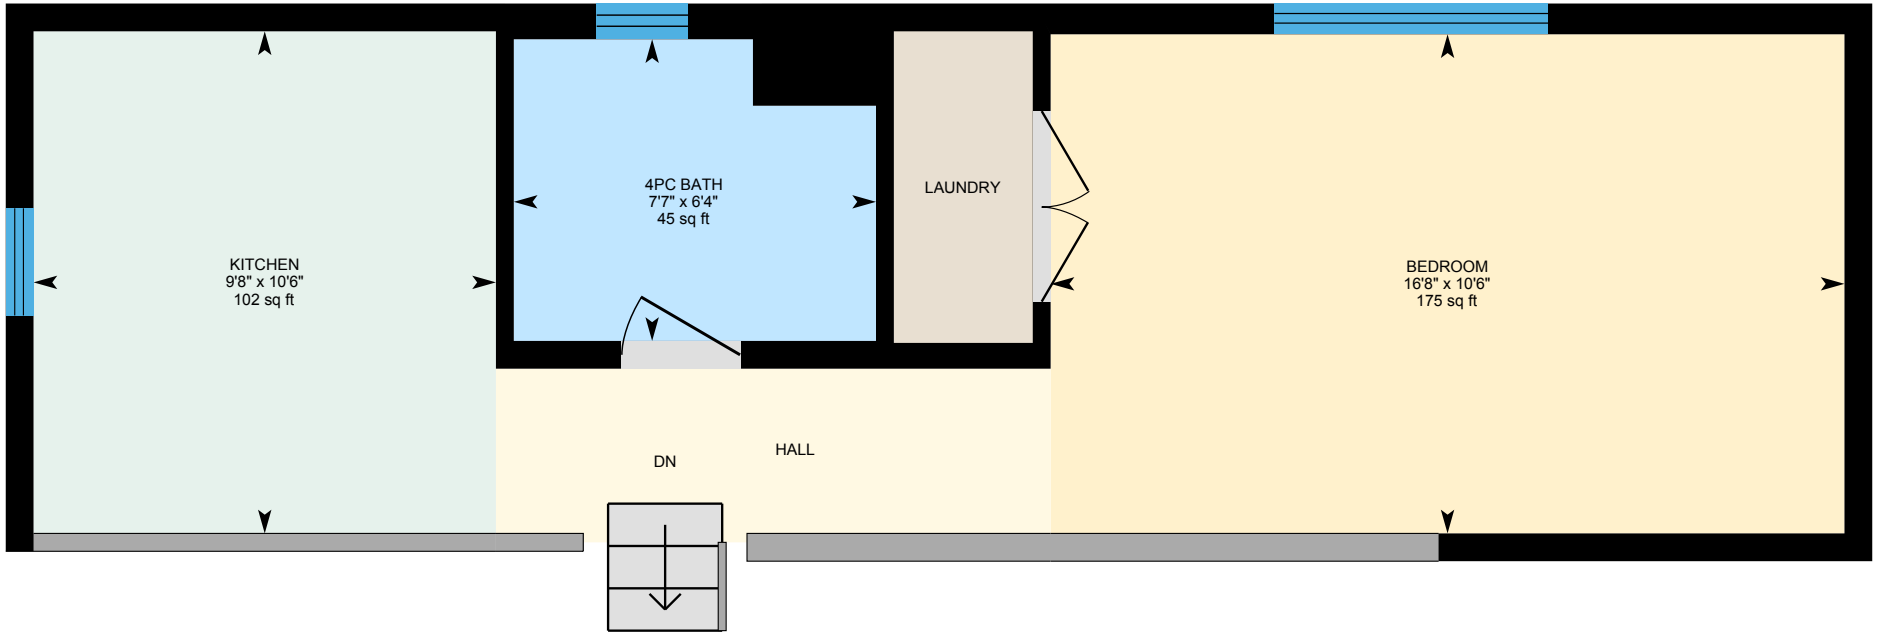 4PC BATH
7'7" x 6'4"
45 sq ft
LAUNDRY
KITCHEN
9'8" x 10'6"
102 sq ft
BEDROOM
16'8" x 10'6"
175 sq ft
HALL
DN